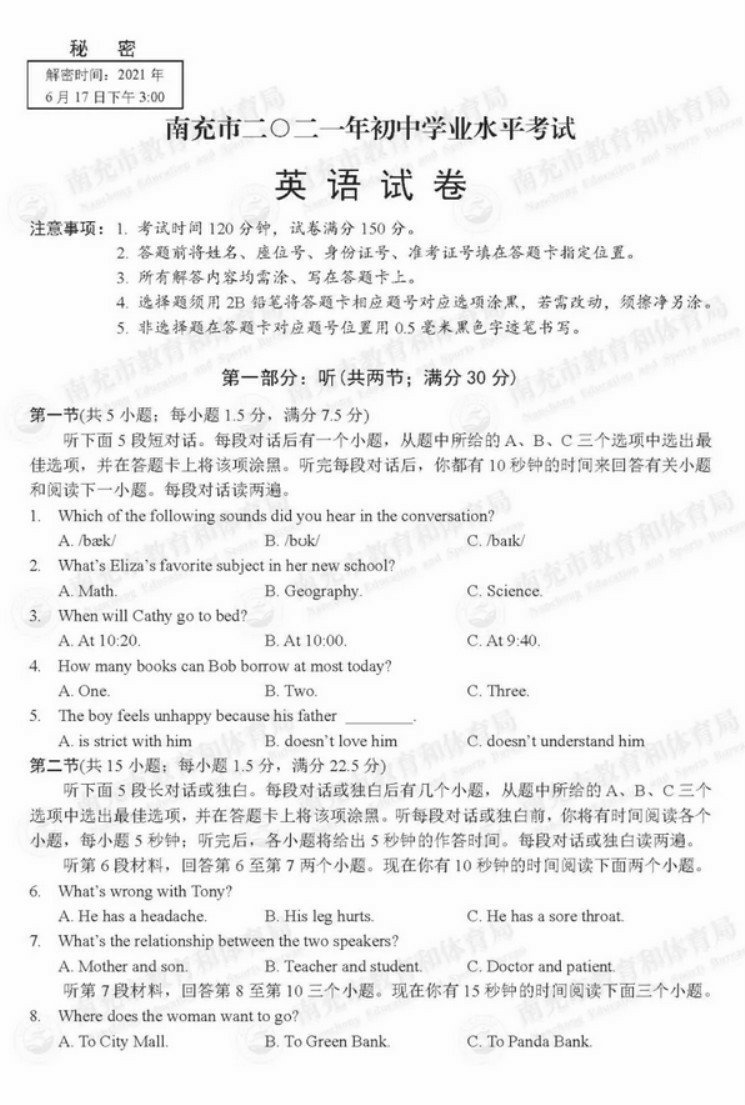 秘 密
解密时间：2021 年
6 月 17 日下午 3:00
南充市二〇二一年初中学业水平考试
英 语 试 卷
注意事项：1. 考试时间 120 分钟，试卷满分 150 分。
2. 答题前将姓名、座位号、身份证号、准考证号填在答题卡指定位置。
3. 所有解答内容均需涂、写在答题卡上。
4. 选择题须用 2B 铅笔将答题卡相应题号对应选项涂黑，若需改动，须擦净另涂。
5. 非选择题在答题卡对应题号位置用 0.5 毫米黑色字迹笔书写。
第一部分：听(共两节；满分 30 分)
第一节(共 5 小题；每小题 1.5 分，满分 7.5 分)
听下面 5 段短对话。每段对话后有一个小题，从题中所给的 A、B、C 三个选项中选出最
佳选项，并在答题卡上将该项涂黑。听完每段对话后，你都有 10 秒钟的时间来回答有关小题
和阅读下一小题。每段对话读两遍。
1. Which of the following sounds did you hear in the conversation?
A. /bæk/ B. /bʊk/ C. /baɪk/
2. What's Eliza's favorite subject in her new school?
A. Math. B. Geography. C. Science.
3. When will Cathy go to bed?
A. At 10:20. B. At 10:00. C. At 9:40.
4. How many books can Bob borrow at most today?
A. One. B. Two. C. Three.
5. The boy feels unhappy because his father ________.
A. is strict with him B. doesn't love him C. doesn't understand him
第二节(共 15 小题；每小题 1.5 分，满分 22.5 分)
听下面 5 段长对话或独白。每段对话或独白后有几个小题，从题中所给的 A、B、C 三个
选项中选出最佳选项，并在答题卡上将该项涂黑。听每段对话或独白前，你将有时间阅读各个
小题，每小题 5 秒钟；听完后，各小题将给出 5 秒钟的作答时间。每段对话或独白读两遍。
听第 6 段材料，回答第 6 至第 7 两个小题。现在你有 10 秒钟的时间阅读下面两个小题。
6. What's wrong with Tony?
A. He has a headache. B. His leg hurts. C. He has a sore throat.
7. What's the relationship between the two speakers?
A. Mother and son. B. Teacher and student. C. Doctor and patient.
听第 7 段材料，回答第 8 至第 10 三个小题。现在你有 15 秒钟的时间阅读下面三个小题。
8. Where does the woman want to go?
A. To City Mall. B. To Green Bank. C. To Panda Bank.